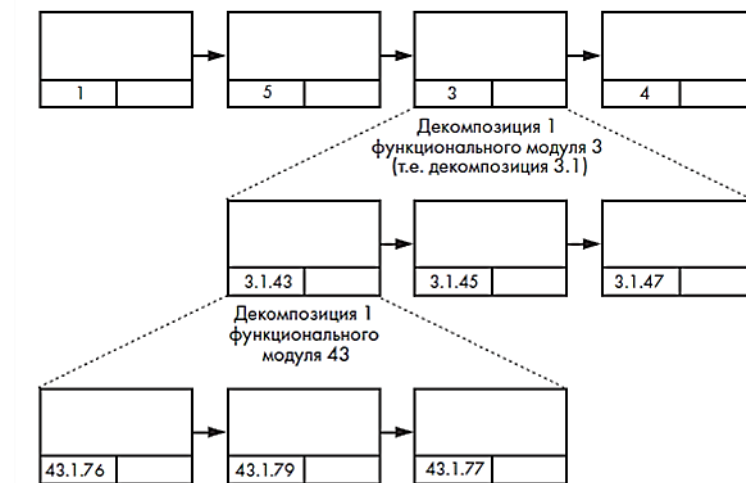 1
5
3
4
Декомпозиция 1
функционального модуля 3
(т.е. декомпозиция 3.1)
3.1.43
3.1.45
3.1.47
Декомпозиция 1
функционального
модуля 43
43.1.76
43.1.79
43.1.77